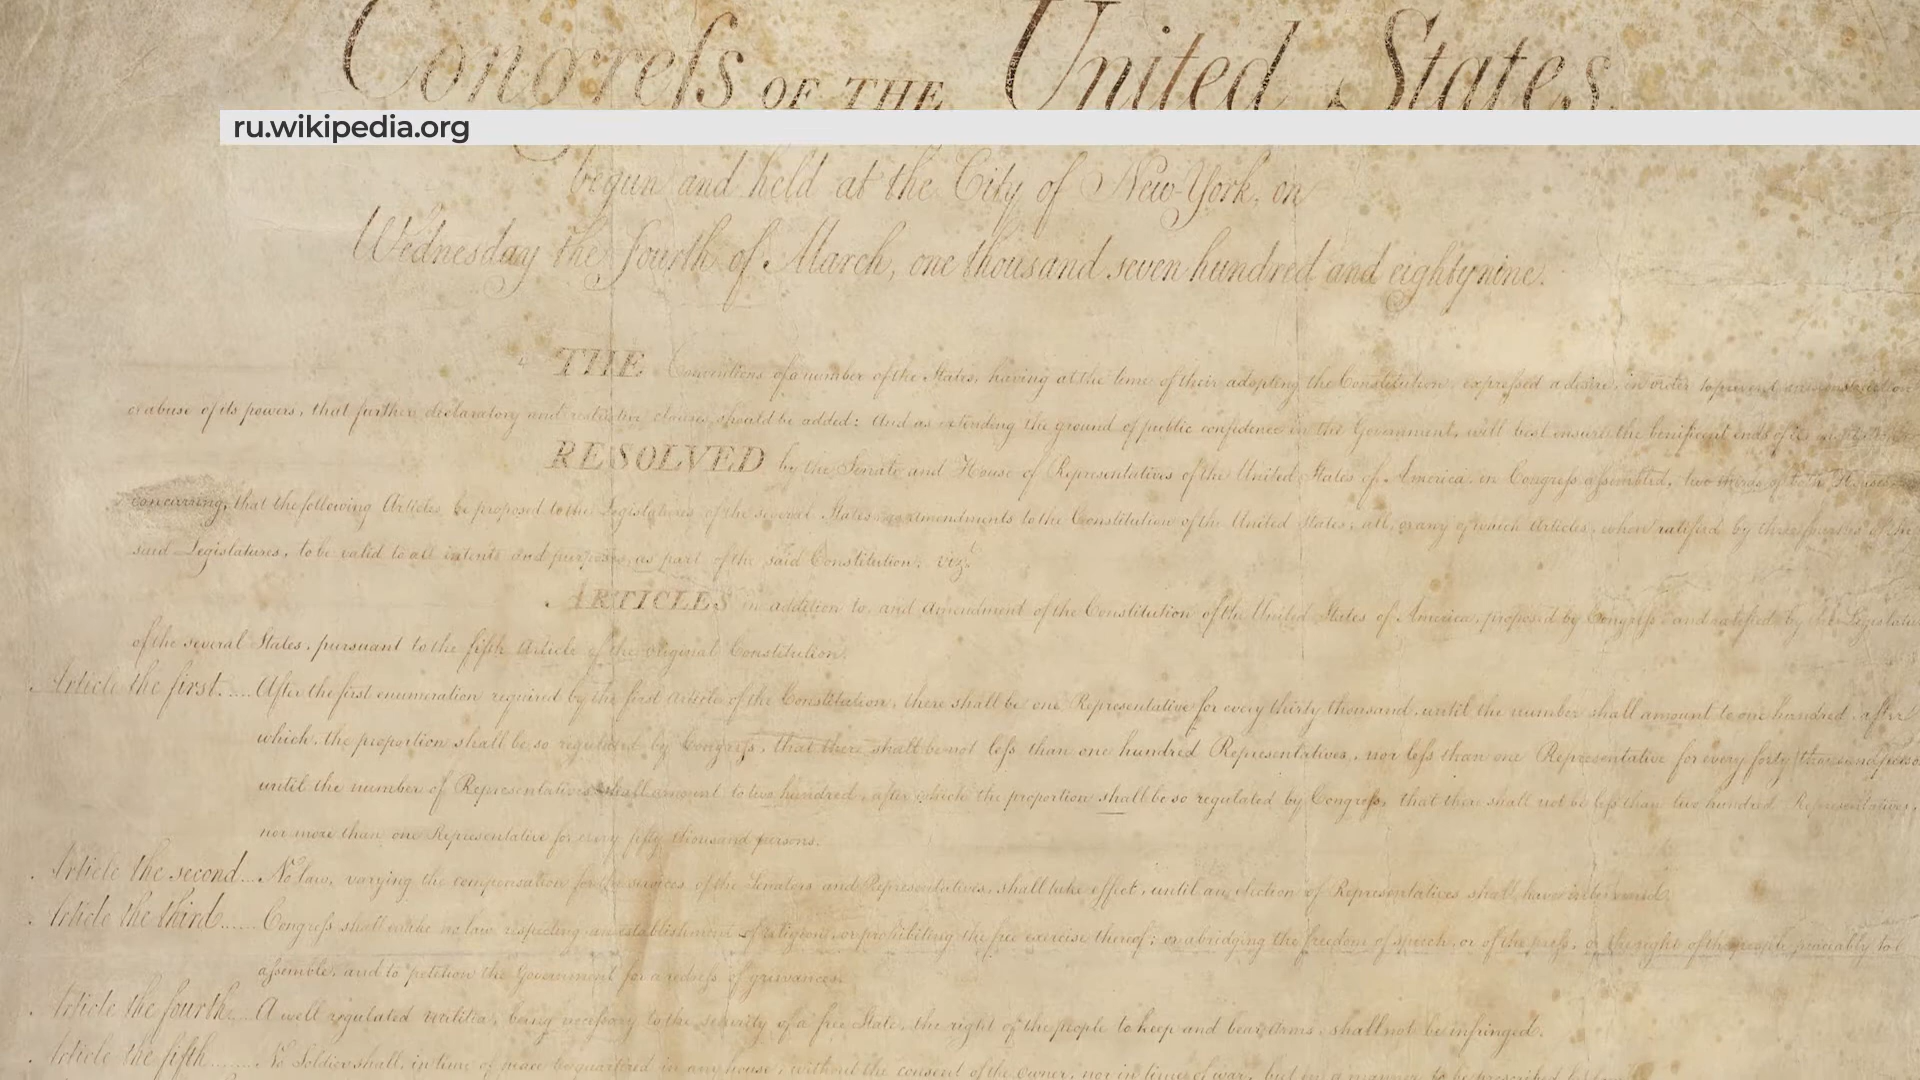 Congreſs OF THE United States,
ru.wikipedia.org
begun and held at the City of New-York, on
Wednesday the fourth of March, one thousand seven hundred and eighty nine.
THE Conventions of a number of the States, having at the time of their adopting the Constitution, expreſsed a desire, in order to prevent misconstruction
or abuse of its powers, that further declaratory and restrictive clauses should be added: And as extending the ground of public confidence in the Government, will best ensure the beneficent ends of its
RESOLVED by the Senate and House of Representatives of the United States of America, in Congreſs aſsembled, two thirds of both Houses
concurring, that the following Articles be proposed to the Legislatures of the several States, as amendments to the Constitution of the United States, all, or any of which Articles, when ratified by three fourths of the
said Legislatures, to be valid to all intents and purposes, as part of the said Constitution; vizt
ARTICLES in addition to, and Amendment of the Constitution of the United States of America, proposed by Congreſs and ratified by the
of the several States, pursuant to the fifth Article of the original Constitution.
Article the first..... After the first enumeration required by the first Article of the Constitution, there shall be one Representative for every thirty thousand, until the number shall amount to one hundred, after
which, the proportion shall be so regulated by Congreſs, that there shall be not leſs than one hundred Representatives, nor leſs than one Representative for every forty thousand
until the number of Representatives shall amount to two hundred, after which the proportion shall be so regulated by Congreſs, that there shall not be leſs than two hundred Representatives,
nor more than one Representative for every fifty thousand persons.
Article the second... No law, varying the compensation for the services of the Senators and Representatives, shall take effect, until an election of Representatives shall have intervened.
Article the third...... Congreſs shall make no law respecting an establishment of religion, or prohibiting the free exercise thereof; or abridging the freedom of speech, or of the preſs, or the right of the people peaceably to
aſsemble, and to petition the Government for a redreſs of grievances.
Article the fourth... A well regulated militia, being neceſsary to the security of a free State, the right of the people to keep and bear arms, shall not be infringed.
Article the fifth....... No Soldier shall, in time of peace be quartered in any house, without the consent of the owner, nor in time of war, but in a manner to be prescribed by law.